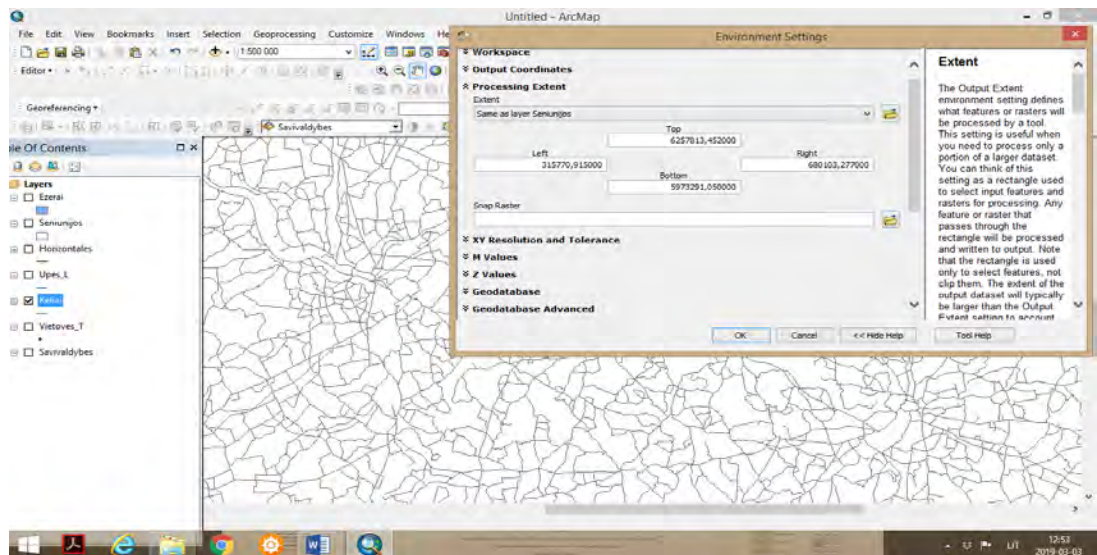 Untitled - ArcMap
File Edit View Bookmarks Insert Selection Geoprocessing Customize Windows He
1:500 000
Editor
Georeferencing
Savivaldybes
le Of Contents
Layers
Ezerai
Seniunijos
Horizontales
Upes_L
Keliai
Vietoves_T
Savivaldybes
Environment Settings
Workspace
Output Coordinates
Processing Extent
Extent
Same as layer Seniunijos
Top
6257813,452000
Left
Right
315770,915000
680103,277000
Bottom
5973291,050000
Snap Raster
XY Resolution and Tolerance
M Values
Z Values
Geodatabase
Geodatabase Advanced
OK
Cancel
<< Hide Help
Tool Help
Extent
The Output Extent
environment setting defines
what features or rasters will
be processed by a tool.
This setting is useful when
you need to process only a
portion of a larger dataset.
You can think of this
setting as a rectangle used
to select input features and
rasters for processing. Any
feature or raster that
passes through the
rectangle will be processed
and written to output. Note
that the rectangle is used
only to select features, not
clip them. The extent of the
output dataset will typically
be larger than the Output
Extent setting to account
LIT
12:53
2019-03-03